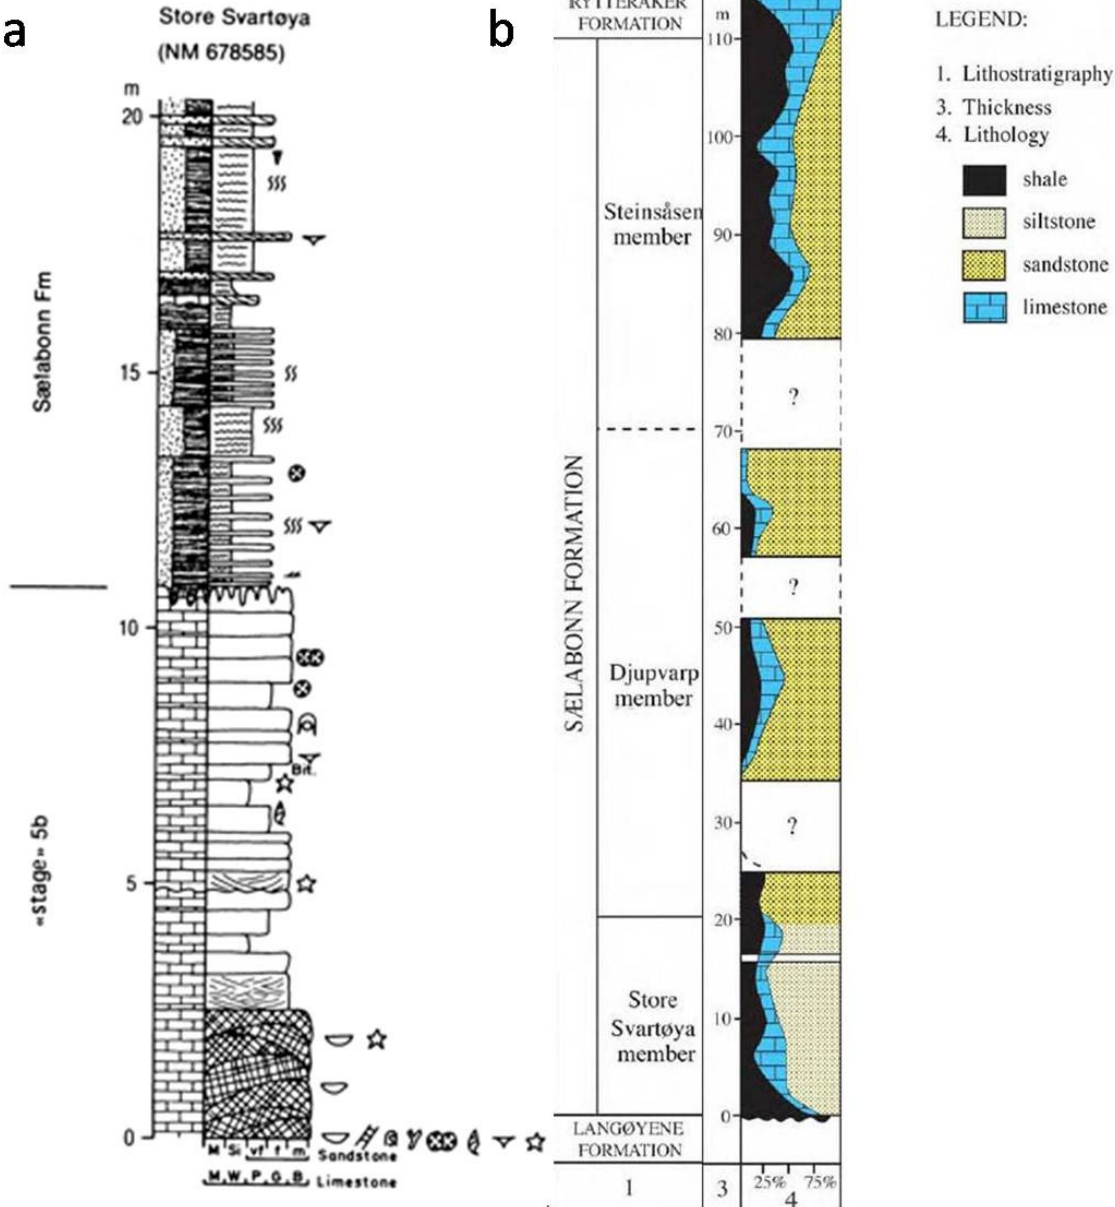 a
Store Svartøya
(NM 678585)
m
20
15
10
5
0
Sælabonn Fm
«stage» 5b
Bit.
M Si vf f m
Sandstone
M W P G B
Limestone
b
RYTTERÅKER
FORMATION
m
110
100
90
80
70
60
50
40
30
20
10
0
SÆLABONN FORMATION
Steinsåsen
member
Djupvarp
member
Store
Svartøya
member
?
?
?
LANGØYENE
FORMATION
1
3
25% 75%
4
LEGEND:
1. Lithostratigraphy
3. Thickness
4. Lithology
shale
siltstone
sandstone
limestone